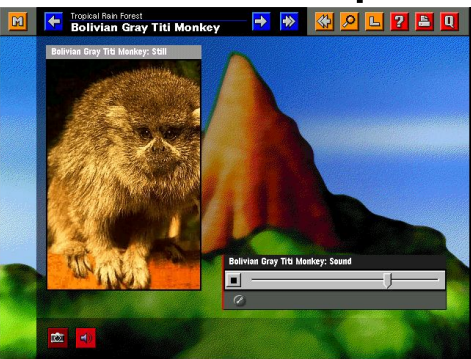 M
Tropical Rain Forest
Bolivian Gray Titi Monkey
L
?
Q
Bolivian Gray Titi Monkey: Still
Bolivian Gray Titi Monkey: Sound